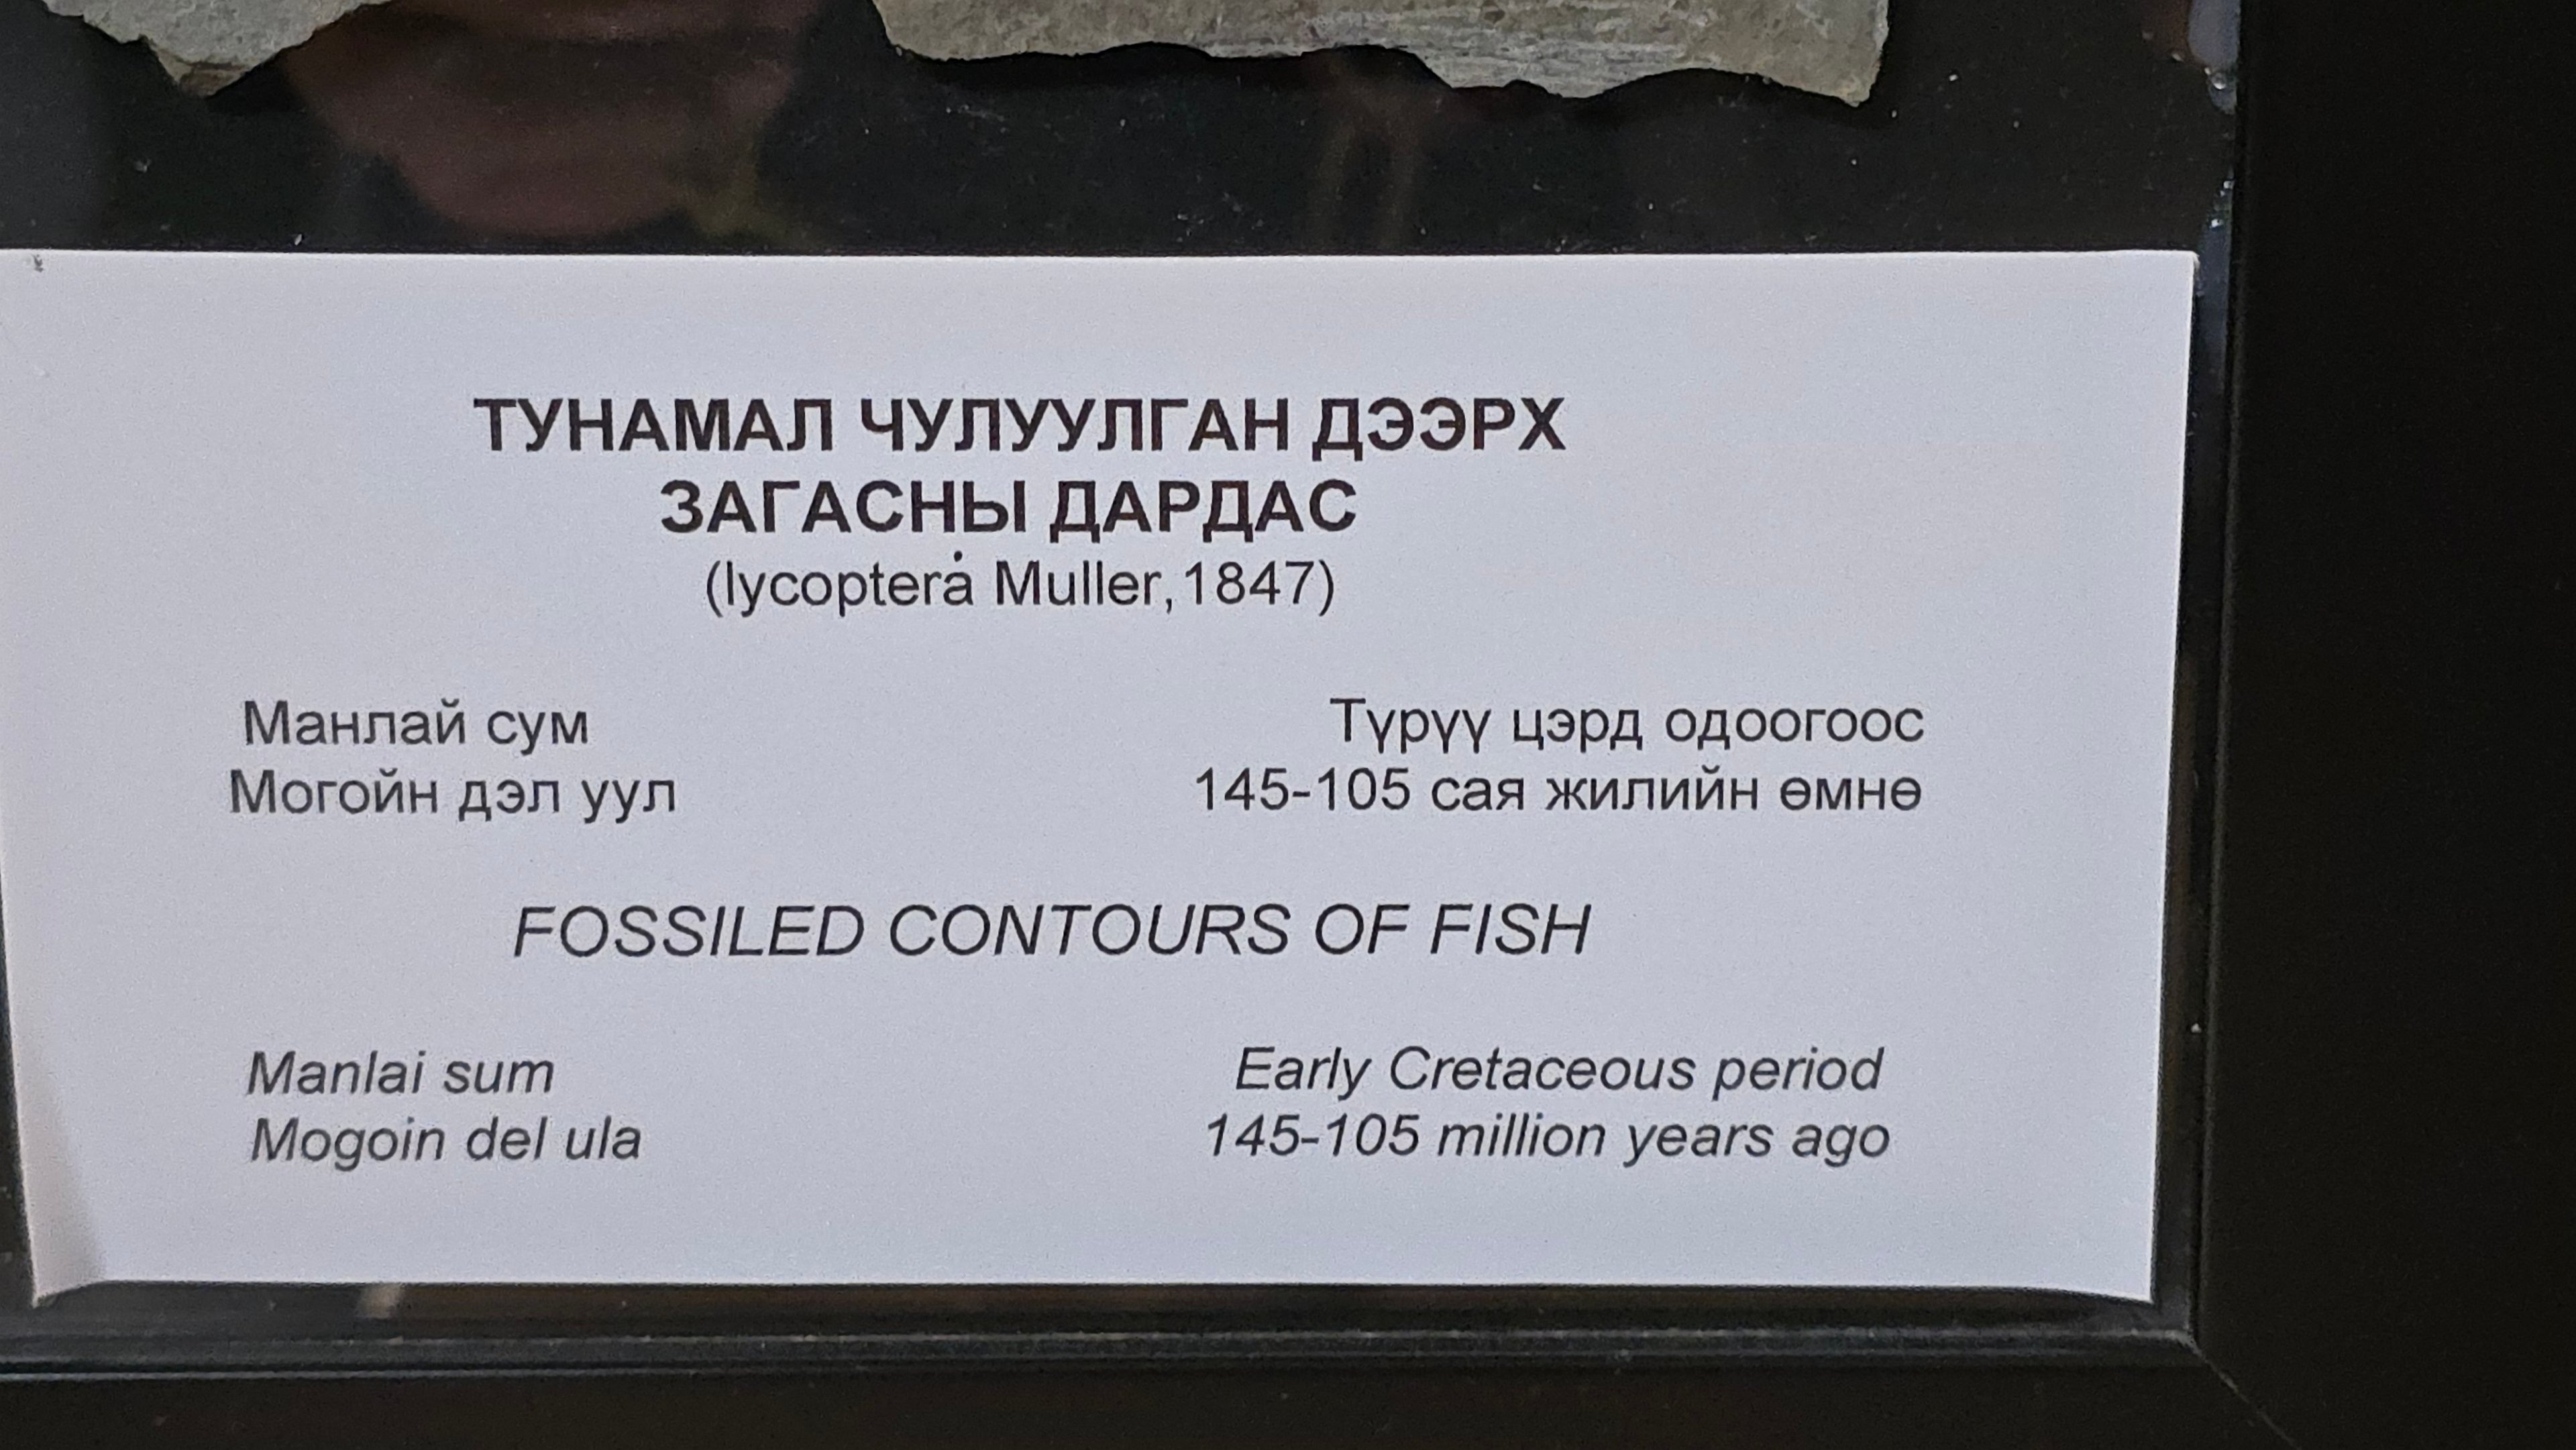 ТУНАМАЛ ЧУЛУУЛГАН ДЭЭРХ
ЗАГАСНЫ ДАРДАС
(lycoptera Muller,1847)
Манлай сум
Могойн дэл уул
Түрүү цэрд одоогоос
145-105 сая жилийн өмнө
FOSSILED CONTOURS OF FISH
Manlai sum
Mogoin del ula
Early Cretaceous period
145-105 million years ago